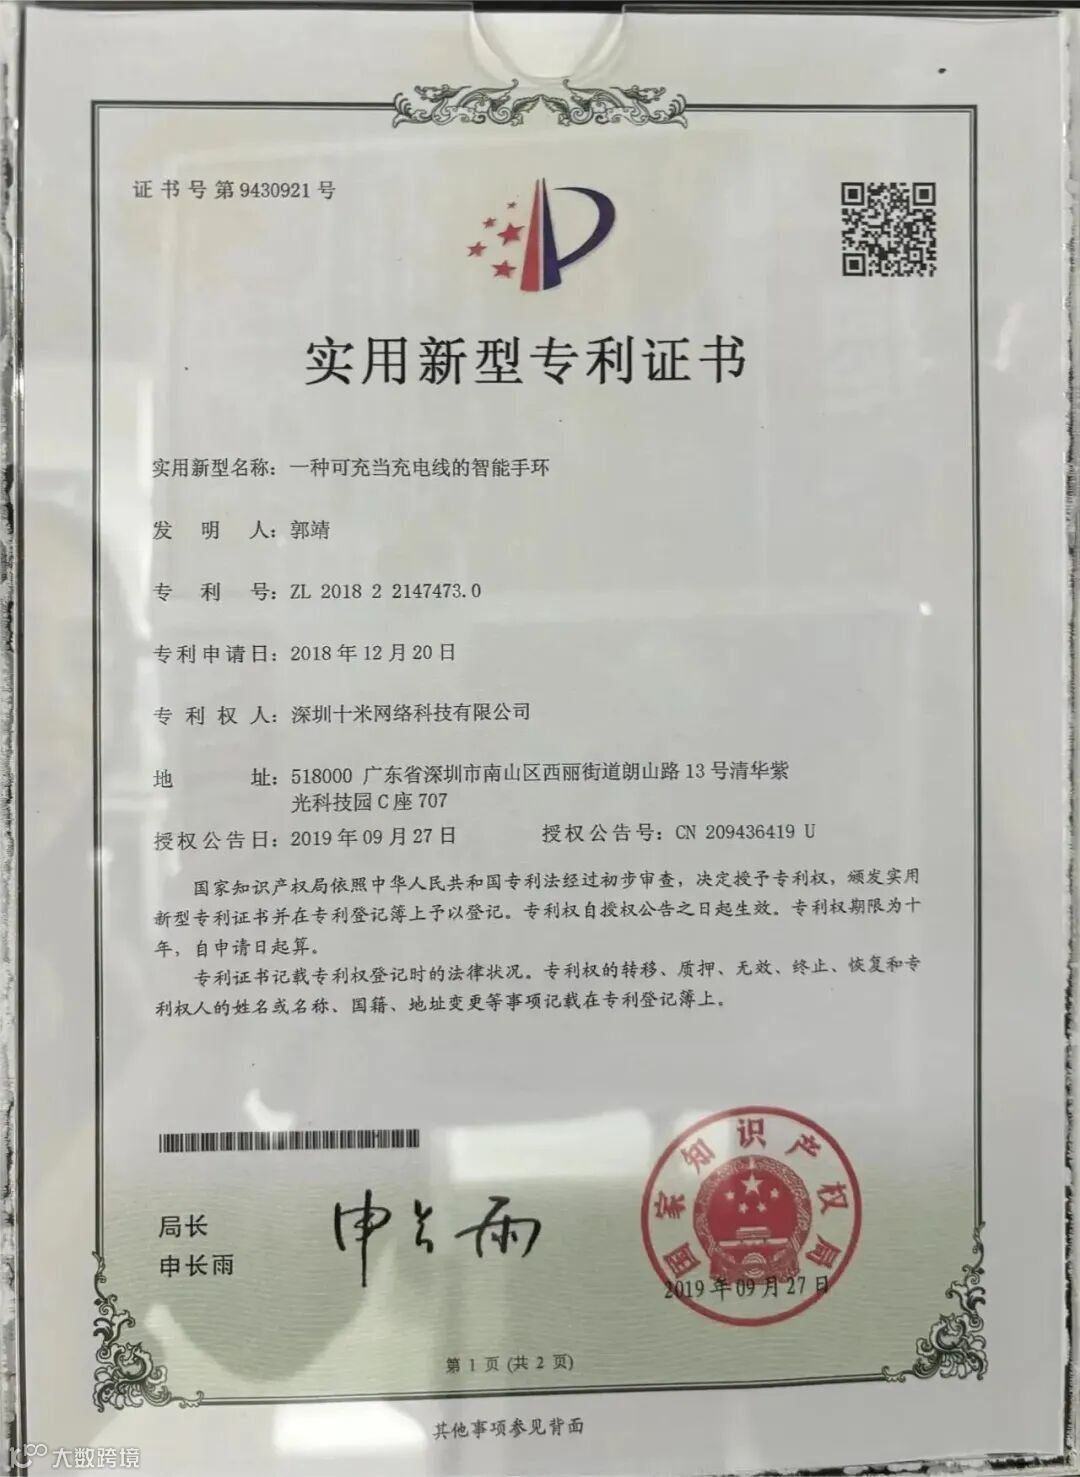 证书号第9430921号
实用新型专利证书
实用新型名称：一种可充当充电线的智能手环
发明人：郭靖
专利号：ZL 2018 2 2147473.0
专利申请日：2018年12月20日
专利权人：深圳十米网络科技有限公司
地址：518000 广东省深圳市南山区西丽街道朗山路13号清华紫
光科技园C座707
授权公告日：2019年09月27日 授权公告号：CN 209436419 U
国家知识产权局依照中华人民共和国专利法经过初步审查，决定授予专利权，颁发实用
新型专利证书并在专利登记簿上予以登记。专利权自授权公告之日起生效。专利权期限为十
年，自申请日起算。
专利证书记载专利权登记时的法律状况。专利权的转移、质押、无效、终止、恢复和专
利权人的姓名或名称、国籍、地址变更等事项记载在专利登记簿上。
局长
申长雨
申长雨
国家知识产权局
2019年09月27日
第1页(共2页)
其他事项参见背面
大数跨境